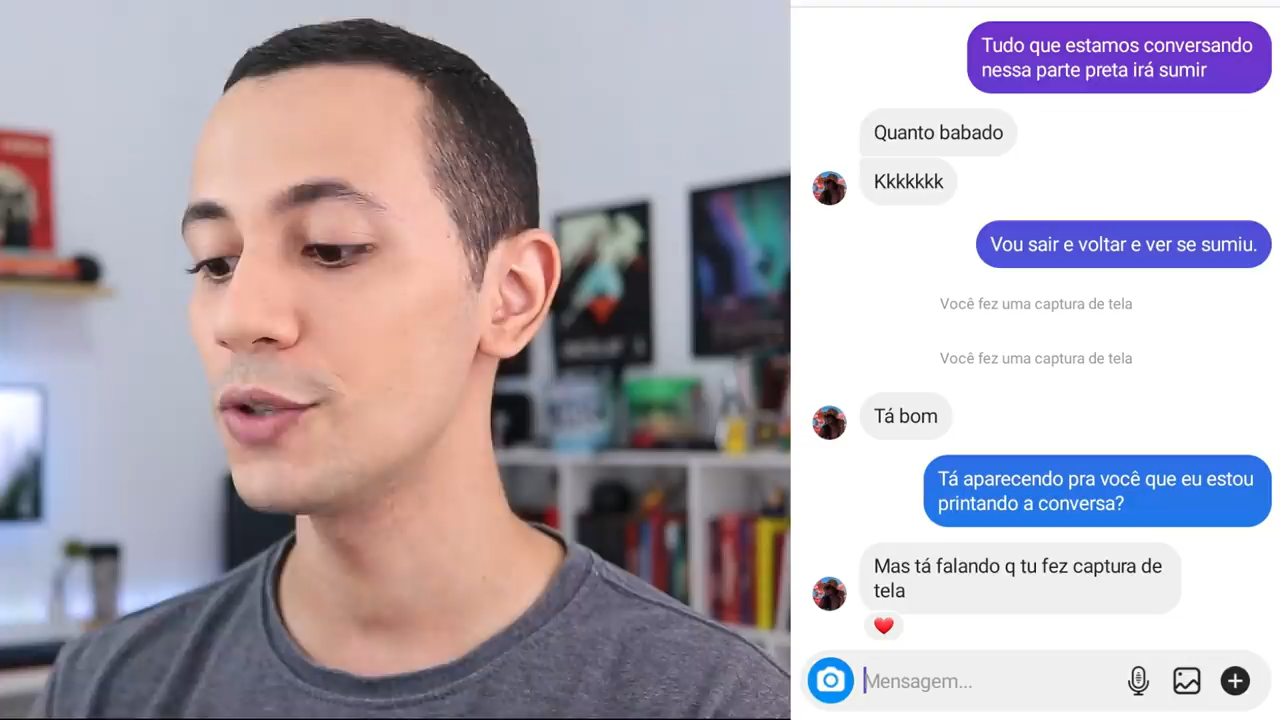 Tudo que estamos conversando
nessa parte preta irá sumir
Quanto babado
Kkkkkkk
Vou sair e voltar e ver se sumiu.
Você fez uma captura de tela
Você fez uma captura de tela
Tá bom
Tá aparecendo pra você que eu estou
printando a conversa?
Mas tá falando q tu fez captura de
tela
Mensagem...